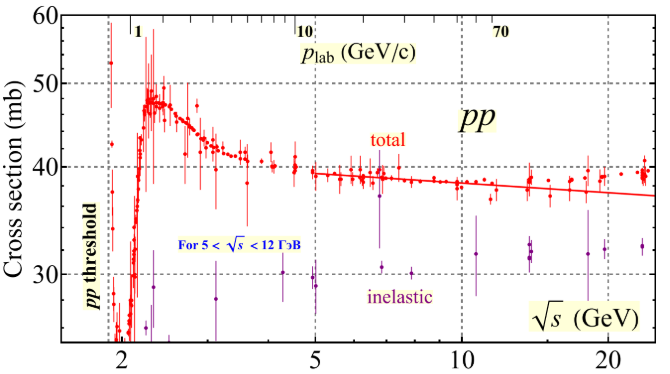 60
50
40
30
Cross section (mb)
1
10
70
p_lab (GeV/c)
pp
total
For 5 < √s < 12 ГэВ
pp threshold
inelastic
√s (GeV)
2
5
10
20